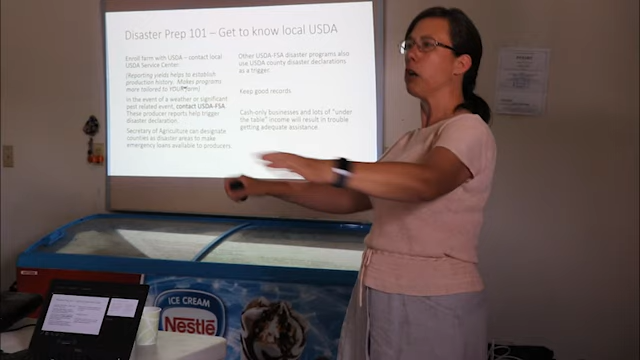 Disaster Prep 101 – Get to know local USDA
Enroll farm with USDA – contact local
USDA Service Center.
(Reporting yields helps to establish
production history. Makes programs
more tailored to YOUR farm)
In the event of a weather or significant
pest related event, contact USDA-FSA.
These producer reports help trigger
disaster declaration.
Secretary of Agriculture can designate
counties as disaster areas to make
emergency loans available to producers.
Other USDA-FSA disaster programs also
use USDA county disaster declarations
as a trigger.
Keep good records
Cash-only businesses and lots of "under
the table" income will result in trouble
getting adequate assistance
ICE CREAM
Nestlé